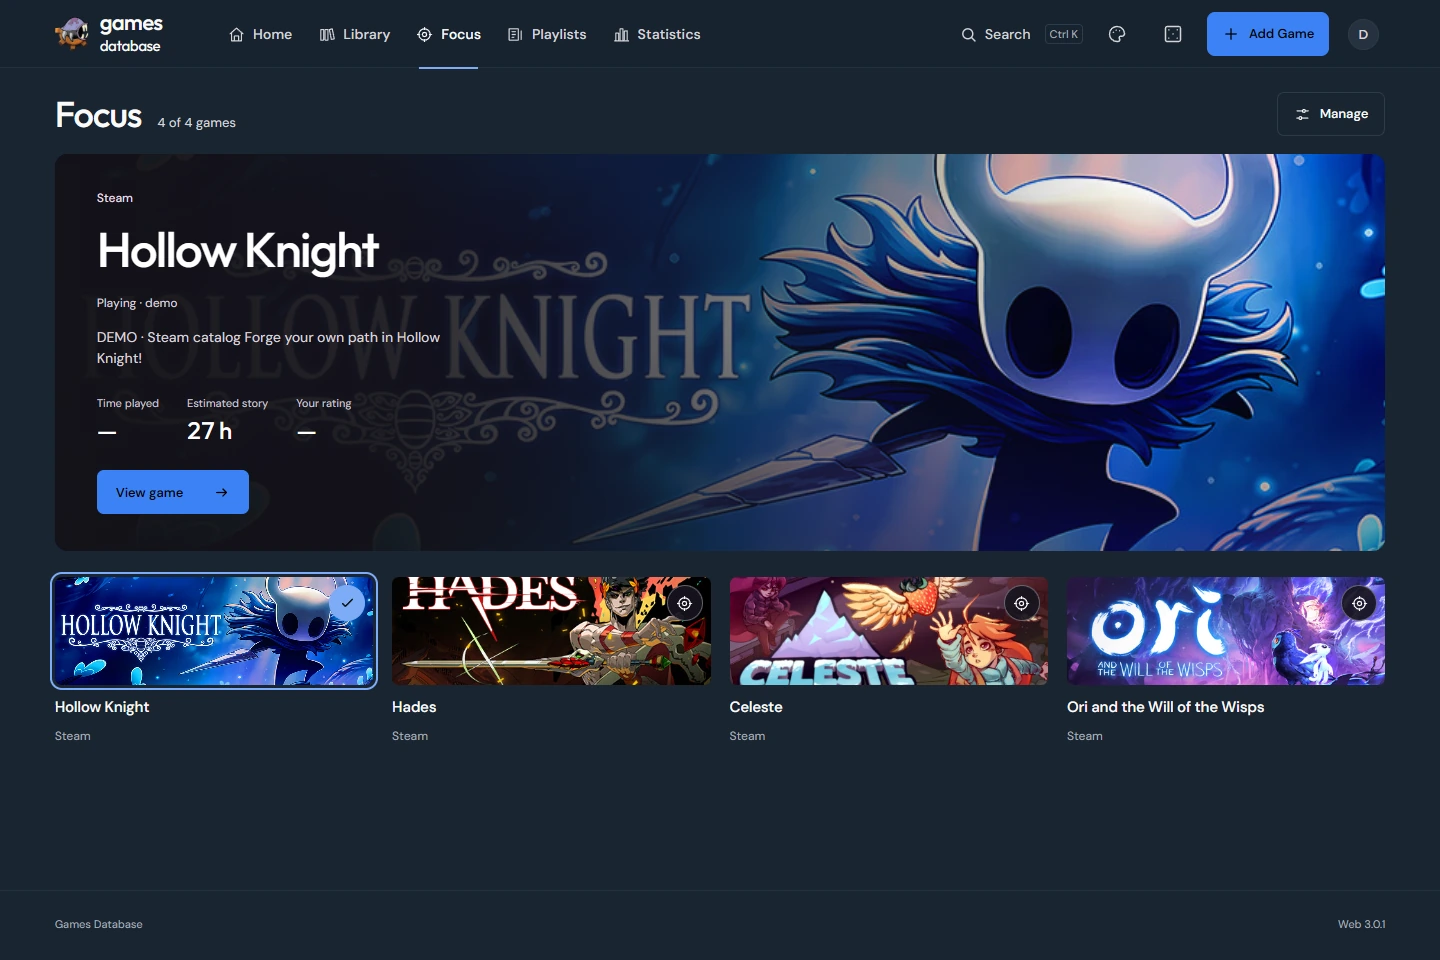 games
database
Home
Library
Focus
Playlists
Statistics
Search
Ctrl K
Add Game
D
Focus
4 of 4 games
Manage
Steam
Hollow Knight
Playing · demo
HOLLOW KNIGHT
DEMO · Steam catalog Forge your own path in Hollow
Knight!
Time played
Estimated story
Your rating
—
27 h
—
View game
HOLLOW KNIGHT
HADES
CELESTE
ORI
AND THE WILL OF THE WISPS
Hollow Knight
Hades
Celeste
Ori and the Will of the Wisps
Steam
Steam
Steam
Steam
Games Database
Web 3.0.1